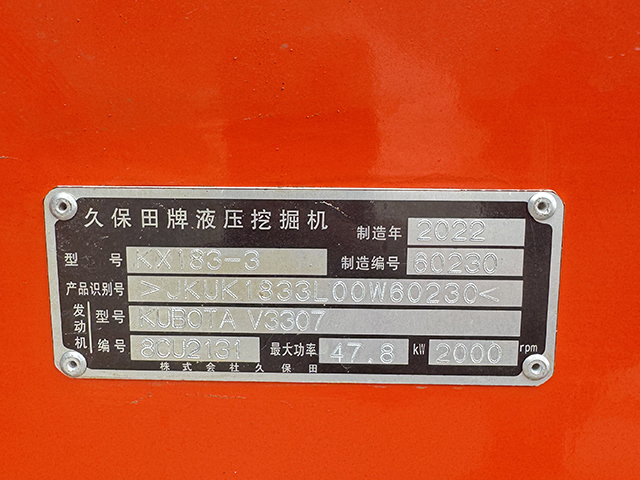 久保田牌液压挖掘机
制造年 2022
型号 KX183-3 制造编号 60230
产品识别号 >JKUK1833L00W60230<
发动机 型号 KUBOTA V3307
编号 8CU2131 最大功率 47.8 kW 2000 rpm
株式会社久保田